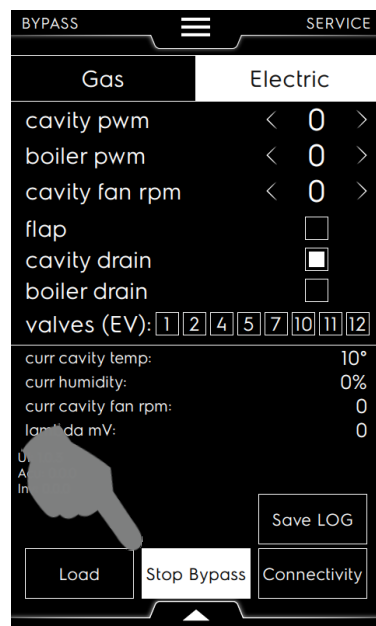 BYPASS SERVICE
Gas Electric
cavity pwm < 0 >
boiler pwm < 0 >
cavity fan rpm < 0 >
flap
cavity drain
boiler drain
valves (EV): 1 2 4 5 7 10 11 12
curr cavity temp: 10°
curr humidity: 0%
curr cavity fan rpm: 0
mV: 0
Save LOG
Load Stop Bypass Connectivity